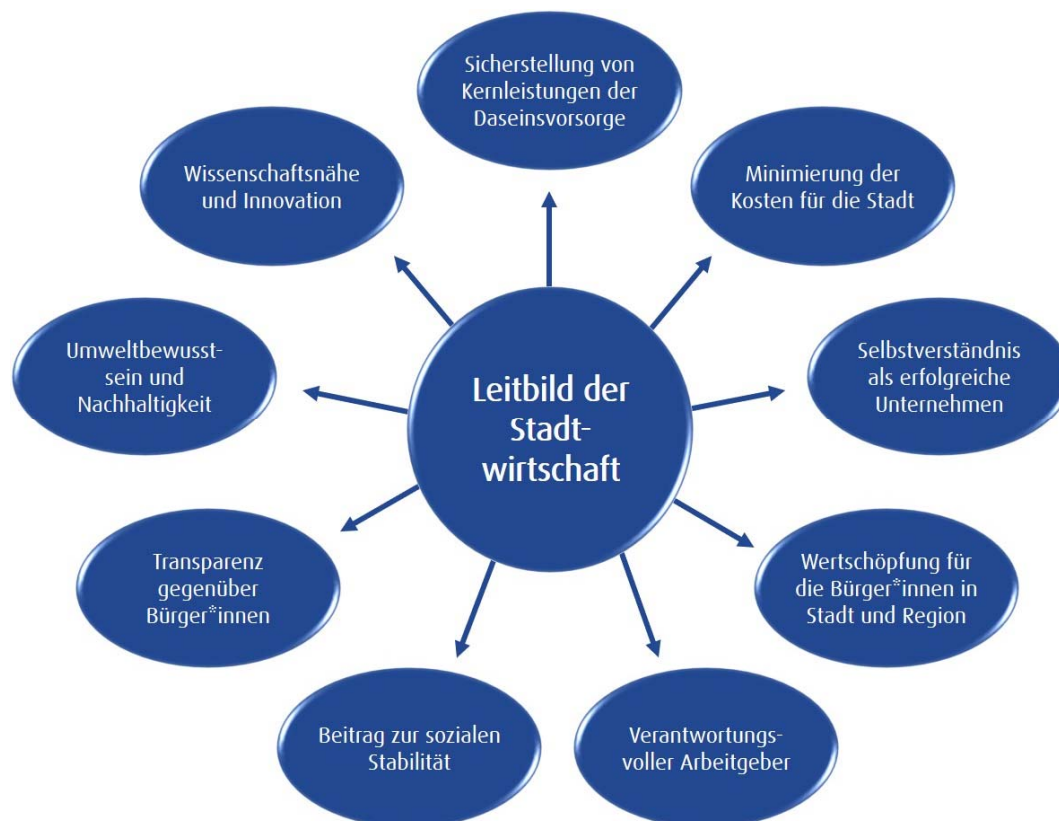 Sicherstellung von
Kernleistungen der
Daseinsvorsorge
Minimierung der
Kosten für die Stadt
Selbstverständnis
als erfolgreiche
Unternehmen
Wertschöpfung für
die Bürger*innen in
Stadt und Region
Verantwortungs-
voller Arbeitgeber
Beitrag zur sozialen
Stabilität
Transparenz
gegenüber
Bürger*innen
Umweltbewusst-
sein und
Nachhaltigkeit
Wissenschaftsnähe
und Innovation
Leitbild der
Stadt-
wirtschaft